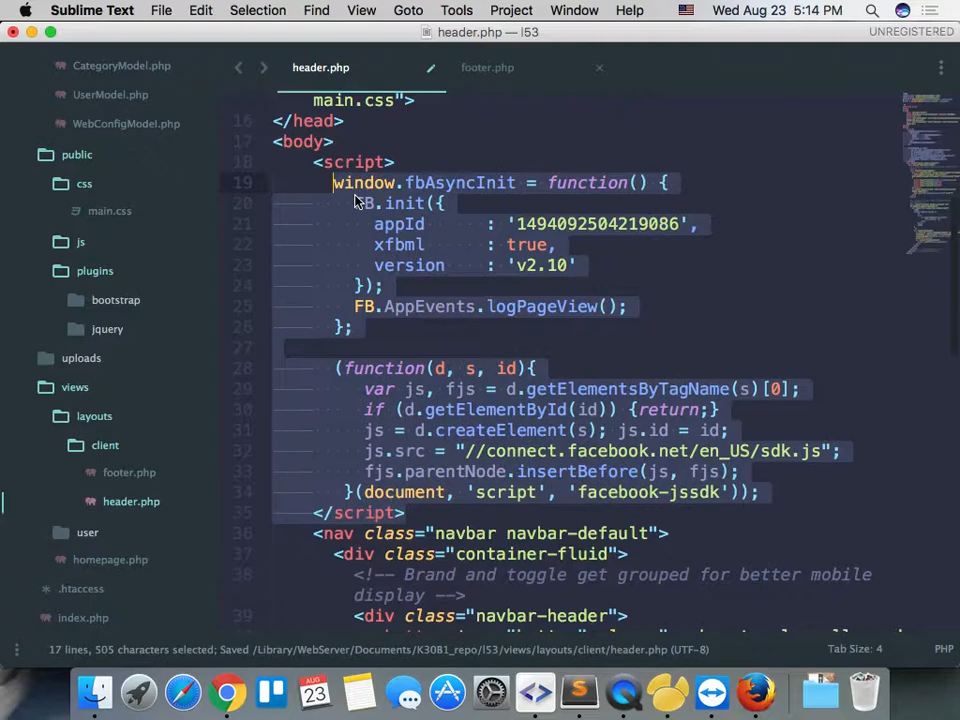 Sublime Text File Edit Selection Find View Goto Tools Project Window Help Wed Aug 23 5:14 PM
header.php — l53 UNREGISTERED
CategoryModel.php
UserModel.php
WebConfigModel.php
public
css
main.css
js
plugins
bootstrap
jquery
uploads
views
layouts
client
footer.php
header.php
user
homepage.php
.htaccess
index.php
header.php footer.php
main.css">
16 </head>
17 <body>
18 <script>
19 window.fbAsyncInit = function() {
20 FB.init({
21 appId : '1494092504219086',
22 xfbml : true,
23 version : 'v2.10'
24 });
25 FB.AppEvents.logPageView();
26 };
27
28 (function(d, s, id){
29 var js, fjs = d.getElementsByTagName(s)[0];
30 if (d.getElementById(id)) {return;}
31 js = d.createElement(s); js.id = id;
32 js.src = "//connect.facebook.net/en_US/sdk.js";
33 fjs.parentNode.insertBefore(js, fjs);
34 }(document, 'script', 'facebook-jssdk'));
35 </script>
36 <nav class="navbar navbar-default">
37 <div class="container-fluid">
38 <!-- Brand and toggle get grouped for better mobile
display -->
39 <div class="navbar-header">
17 lines, 505 characters selected; Saved /Library/WebServer/Documents/K3081_repo/l53/views/layouts/client/header.php (UTF-8) Tab Size: 4 PHP
AUG
23